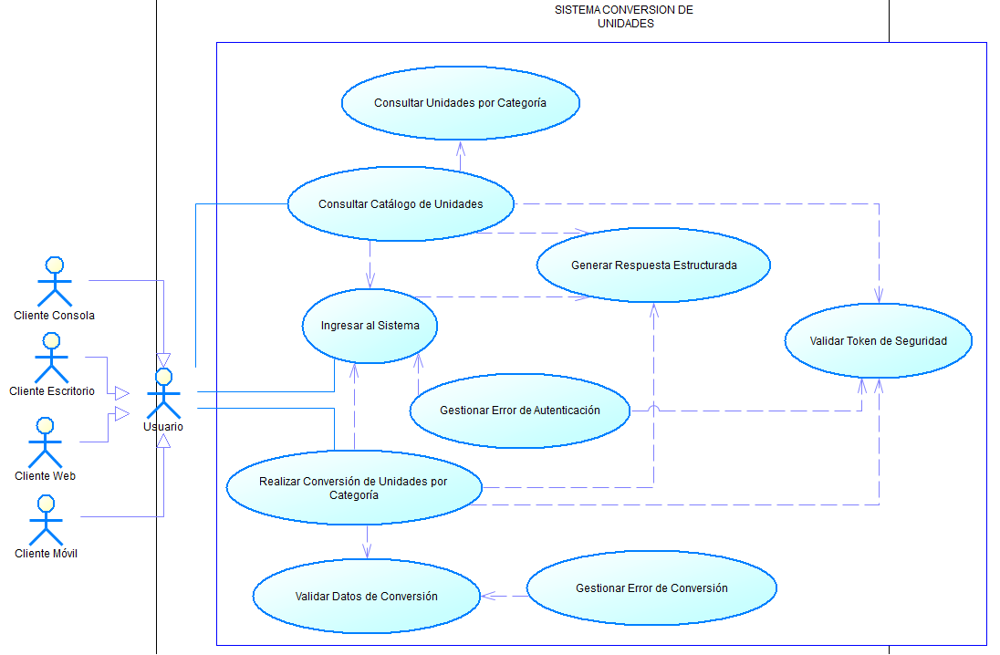 SISTEMA CONVERSION DE
UNIDADES
Consultar Unidades por Categoría
Consultar Catálogo de Unidades
Generar Respuesta Estructurada
Cliente Consola
Ingresar al Sistema
Validar Token de Seguridad
Cliente Escritorio
Usuario
Gestionar Error de Autenticación
Cliente Web
Realizar Conversión de Unidades por
Categoría
Cliente Móvil
Validar Datos de Conversión
Gestionar Error de Conversión